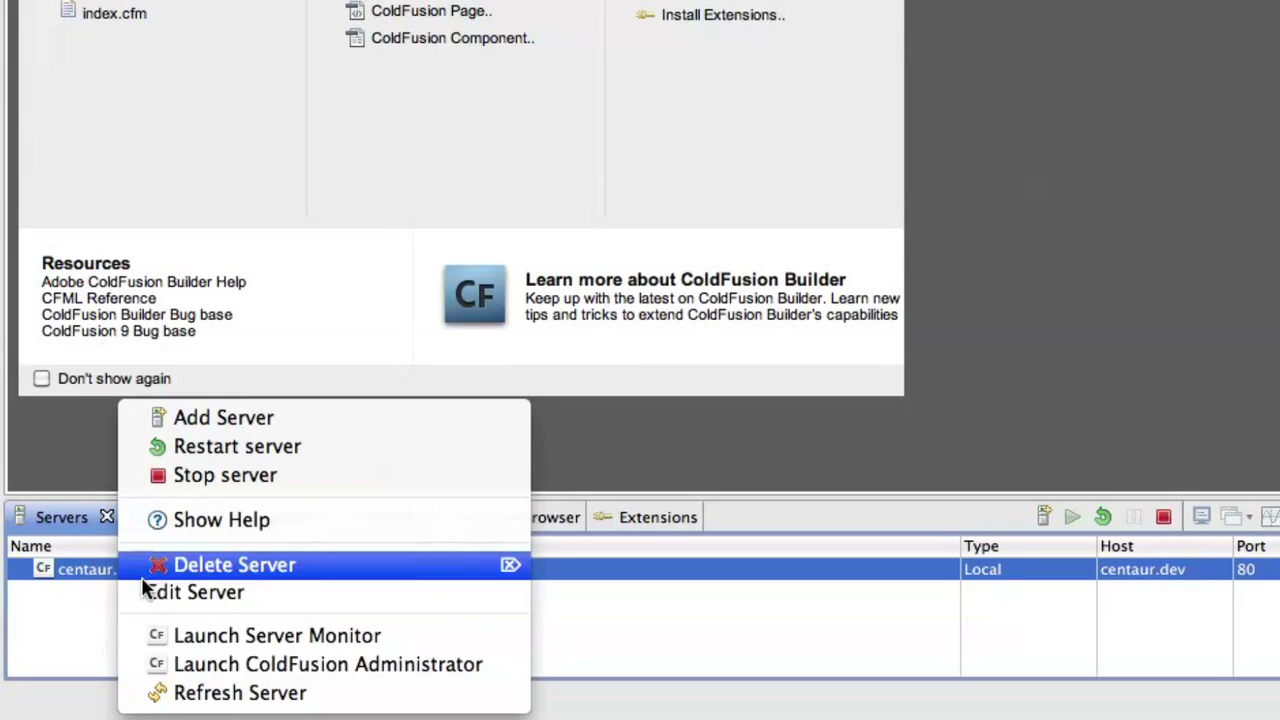 index.cfm
ColdFusion Page..
ColdFusion Component..
Install Extensions..
Resources
Adobe ColdFusion Builder Help
CFML Reference
ColdFusion Builder Bug base
ColdFusion 9 Bug base
CF
Learn more about ColdFusion Builder
Keep up with the latest on ColdFusion Builder. Learn new
tips and tricks to extend ColdFusion Builder's capabilities
Don't show again
Add Server
Restart server
Stop server
Show Help
Delete Server
Edit Server
CF Launch Server Monitor
CF Launch ColdFusion Administrator
Refresh Server
Servers rowser Extensions
Name Type Host Port
CF centaur. Local centaur.dev 80